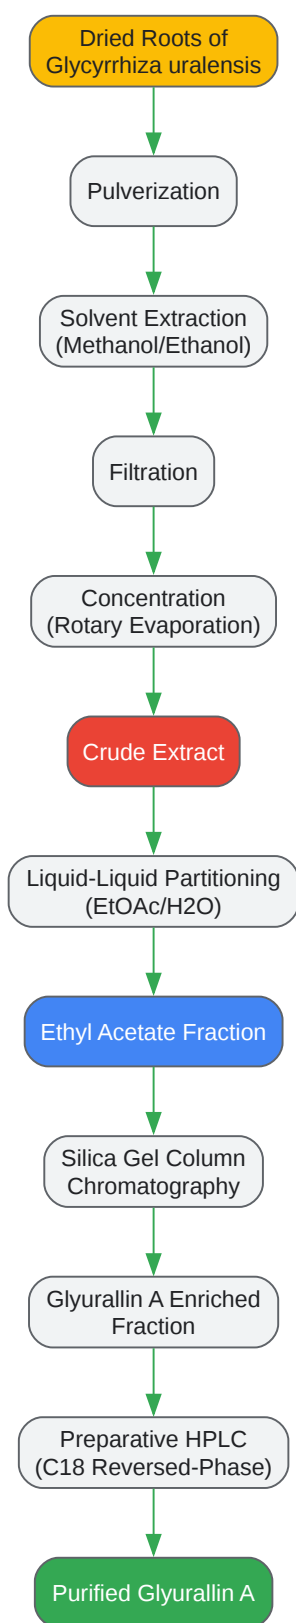 Dried Roots of
Glycyrrhiza uralensis
Pulverization
Solvent Extraction
(Methanol/Ethanol)
Filtration
Concentration
(Rotary Evaporation)
Crude Extract
Liquid-Liquid Partitioning
(EtOAc/H2O)
Ethyl Acetate Fraction
Silica Gel Column
Chromatography
Glyurallin A Enriched
Fraction
Preparative HPLC
(C18 Reversed-Phase)
Purified Glyurallin A